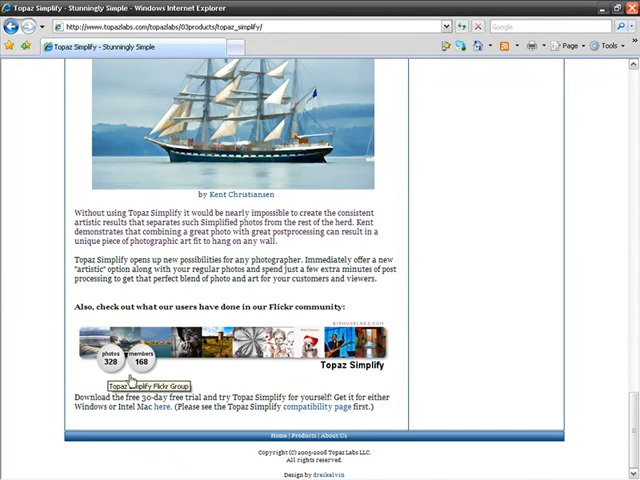 Topaz Simplify - Stunningly Simple - Windows Internet Explorer
http://www.topazlabs.com/topazlabs/03products/topaz_simplify/
Google
Topaz Simplify - Stunningly Simple
Page
Tools
by Kent Christiansen
Without using Topaz Simplify it would be nearly impossible to create the consistent
artistic results that separates such Simplified photos from the rest of the herd. Kent
demonstrates that combining a great photo with great postprocessing can result in a
unique piece of photographic art fit to hang on any wall.
Topaz Simplify opens up new possibilities for any photographer. Immediately offer a new
"artistic" option along with your regular photos and spend just a few extra minutes of post
processing to get that perfect blend of photo and art for your customers and viewers.
Also, check out what our users have done in our Flickr community:
BIGHUGELABS.COM
photos
328
members
168
Topaz Simplify
Topaz Simplify Flickr Group
Download the free 30-day free trial and try Topaz Simplify for yourself! Get it for either
Windows or Intel Mac here. (Please see the Topaz Simplify compatibility page first.)
Home | Products | About Us
Copyright (C) 2005-2008 Topaz Labs LLC.
All rights reserved.
Design by dreikelvin